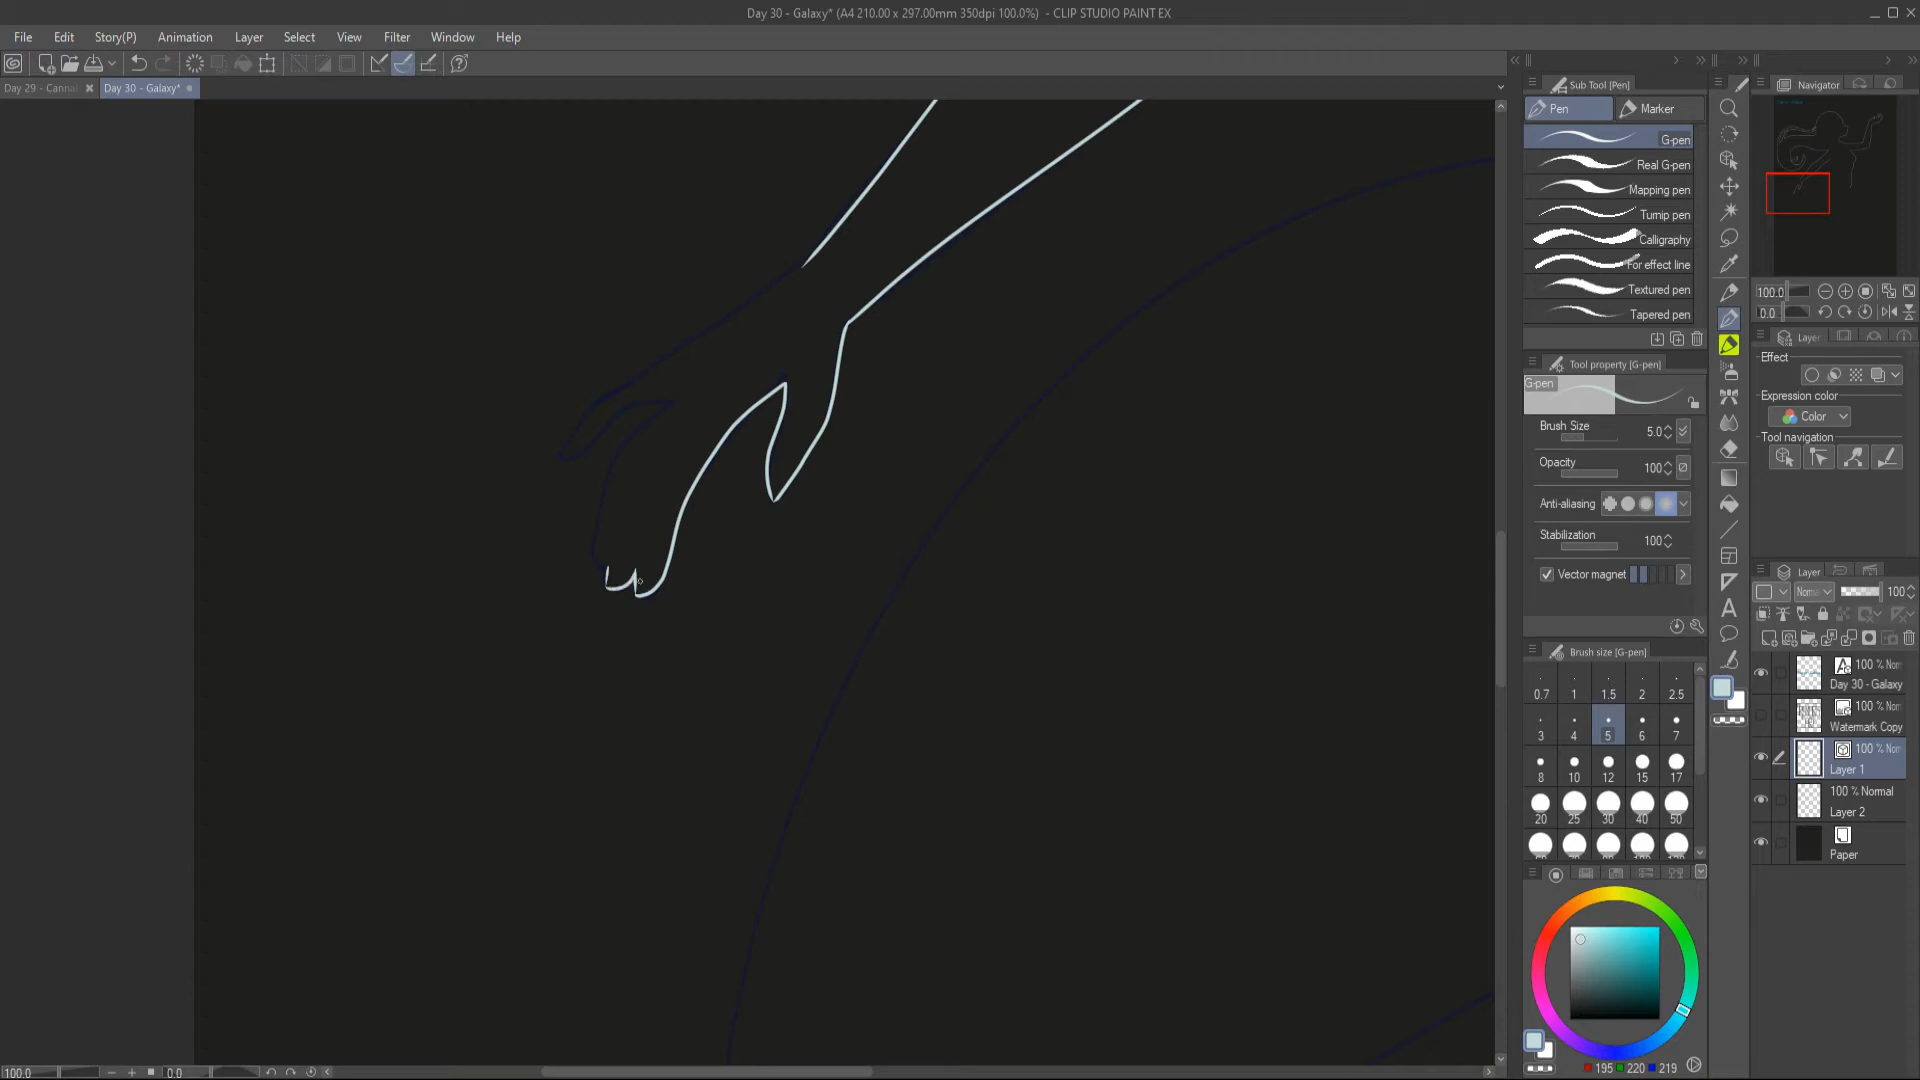 Day 30 - Galaxy* (A4 210.00 x 297.00mm 350dpi 100.0%) - CLIP STUDIO PAINT EX
File Edit Story(P) Animation Layer Select View Filter Window Help
Day 29 - Canna Day 30 - Galaxy*
Sub Tool [Pen]
Pen Marker
G-pen
Real G-pen
Mapping pen
Turnip pen
Calligraphy
For effect line
Textured pen
Tapered pen
Tool property [G-pen]
G-pen
Brush Size 5.0
Opacity 100
Anti-aliasing
Stabilization 100
Vector magnet
Brush size [G-pen]
0.7 1 1.5 2 2.5
3 4 5 6 7
8 10 12 15 17
20 25 30 40 50
195 220 219
Navigator
100.0
0.0
Layer
Effect
Expression color
Color
Tool navigation
Layer
Norma 100
100 % Norn
Day 30 - Galaxy
100 % Norn
Watermark Copy
100 % Norn
Layer 1
100 % Normal
Layer 2
Paper
100.0 0.0